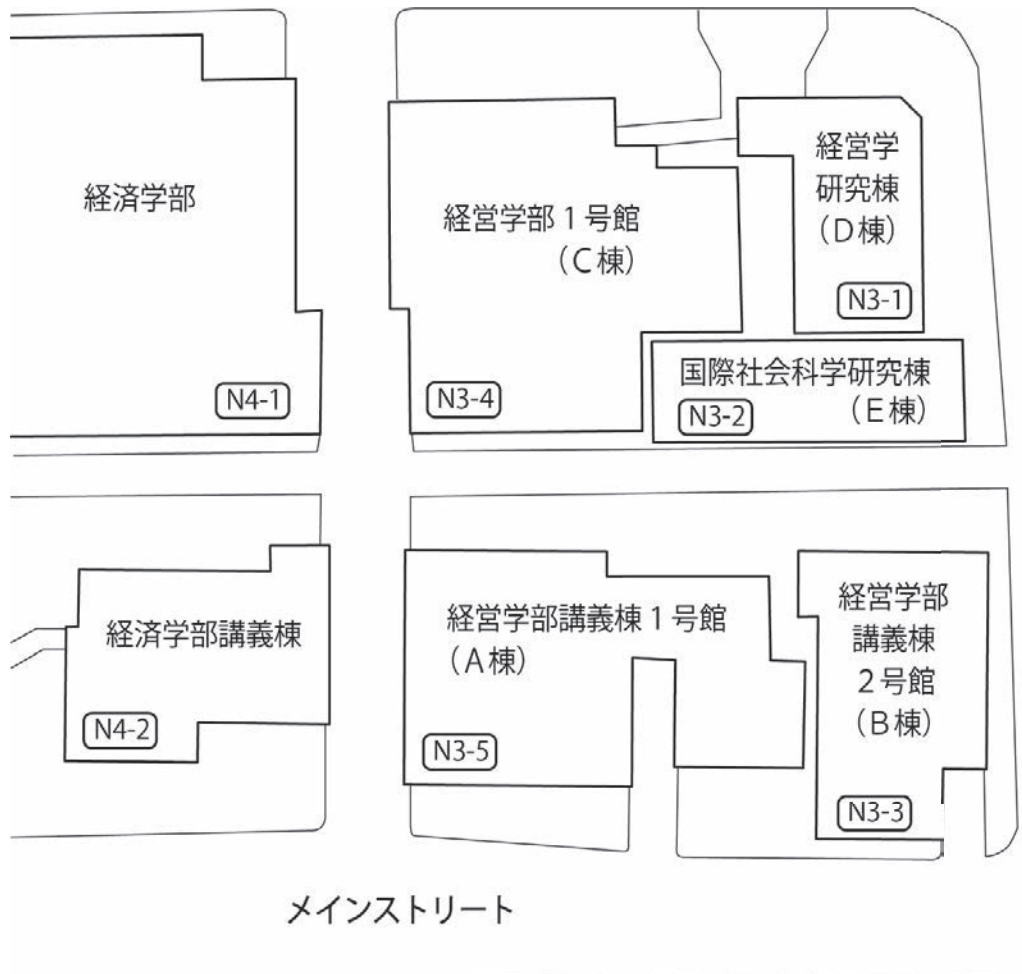 経済学部
N4-1
経営学部1号館
（C棟）
N3-4
経営学
研究棟
（D棟）
N3-1
国際社会科学研究棟
（E棟）
N3-2
経済学部講義棟
N4-2
経営学部講義棟1号館
（A棟）
N3-5
経営学部
講義棟
2号館
（B棟）
N3-3
メインストリート